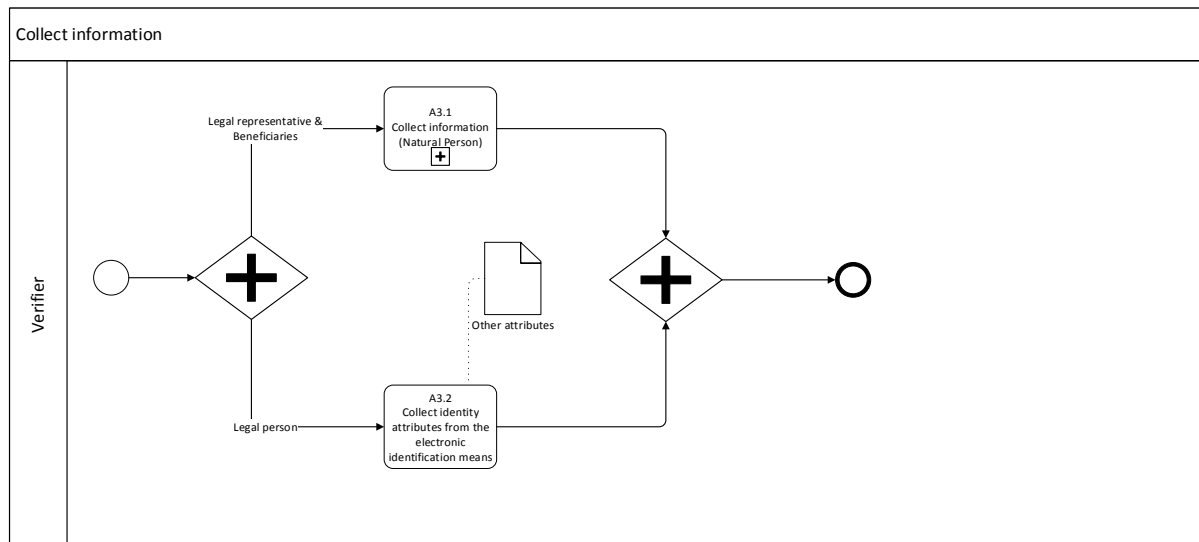 Collect information
Verifier
Legal representative &
Beneficiaries
A3.1
Collect information
(Natural Person)
Other attributes
Legal person
A3.2
Collect identity
attributes from the
electronic
identification means